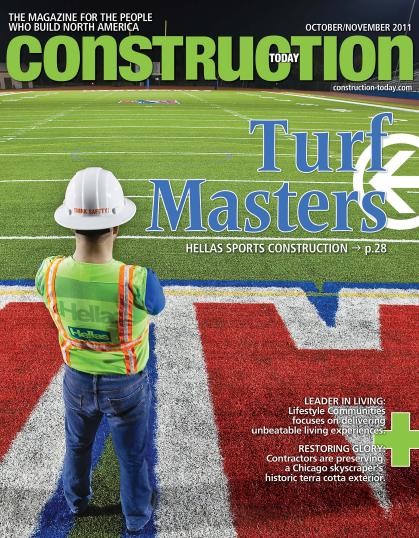 THE MAGAZINE FOR THE PEOPLE
WHO BUILD NORTH AMERICA
OCTOBER/NOVEMBER 2011
CONSTRUCTION
TODAY
construction-today.com
Turf
Masters
HELLAS SPORTS CONSTRUCTION → p.28
THINK SAFETY!
Hellas
Hellas
LEADER IN LIVING:
Lifestyle Communities
focuses on delivering
unbeatable living experiences.
RESTORING GLORY:
Contractors are preserving
a Chicago skyscraper's
historic terra cotta exterior.